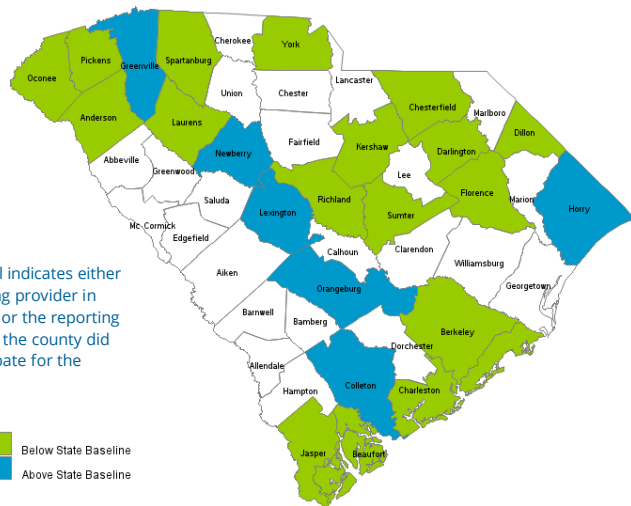 Cherokee
York
Spartanburg
Greenville
Pickens
Oconee
Lancaster
Union
Chester
Chesterfield
Marlboro
Anderson
Laurens
Dillon
Fairfield
Kershaw
Darlington
Newberry
Abbeville
Greenwood
Lee
Florence
Marion
Horry
Saluda
Richland
Lexington
Sumter
Mc Cormick
Edgefield
Calhoun
Clarendon
Williamsburg
Aiken
Orangeburg
Georgetown
Barnwell
Bamberg
Berkeley
Dorchester
Allendale
Colleton
Charleston
Hampton
Jasper
Beaufort
l indicates either
ng provider in
or the reporting
the county did
pate for the
Below State Baseline
Above State Baseline